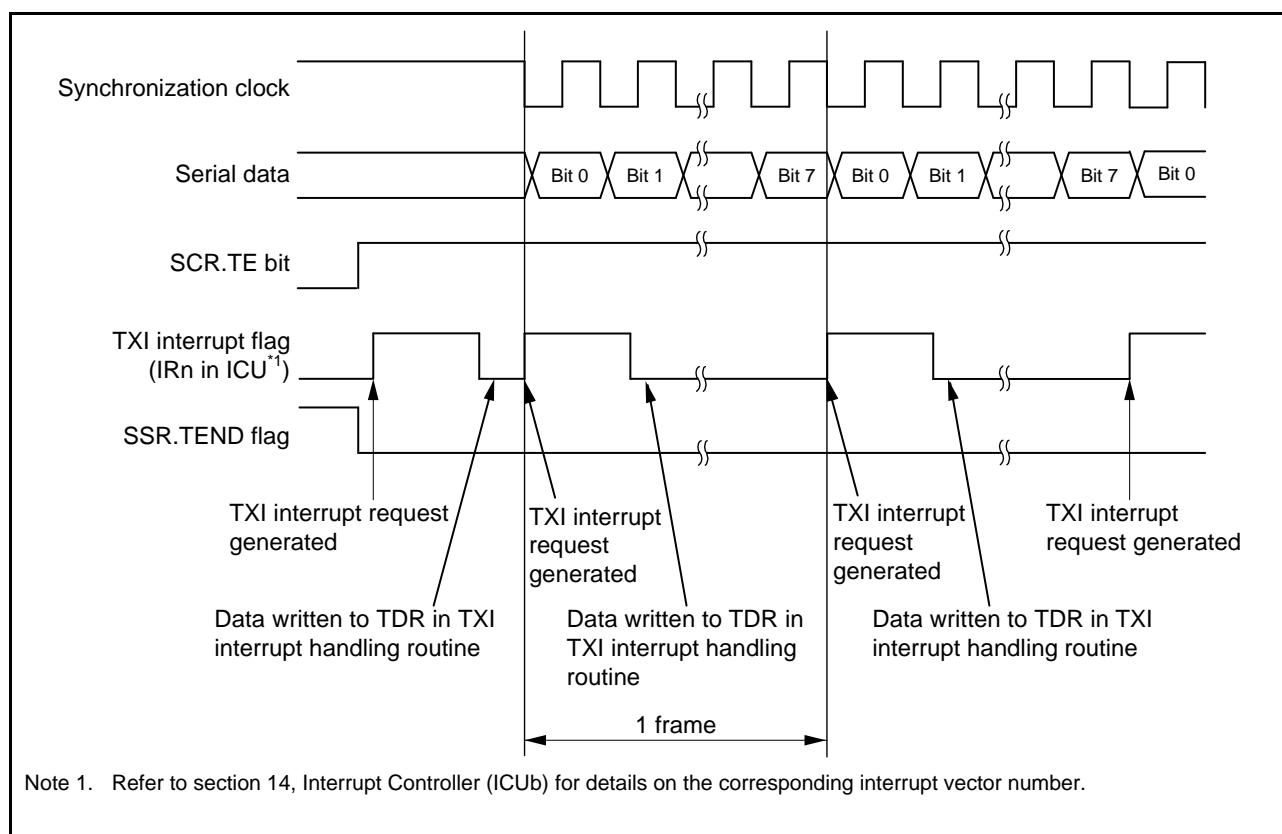 Synchronization clock
Serial data
Bit 0 Bit 1 Bit 7 Bit 0 Bit 1 Bit 7 Bit 0
SCR.TE bit
TXI interrupt flag
(IRn in ICU*1)
SSR.TEND flag
TXI interrupt request
generated
TXI interrupt
request
generated
TXI interrupt
request
generated
TXI interrupt
request generated
Data written to TDR in TXI
interrupt handling routine
Data written to TDR in
TXI interrupt handling
routine
Data written to TDR in TXI
interrupt handling routine
1 frame
Note 1. Refer to section 14, Interrupt Controller (ICUb) for details on the corresponding interrupt vector number.